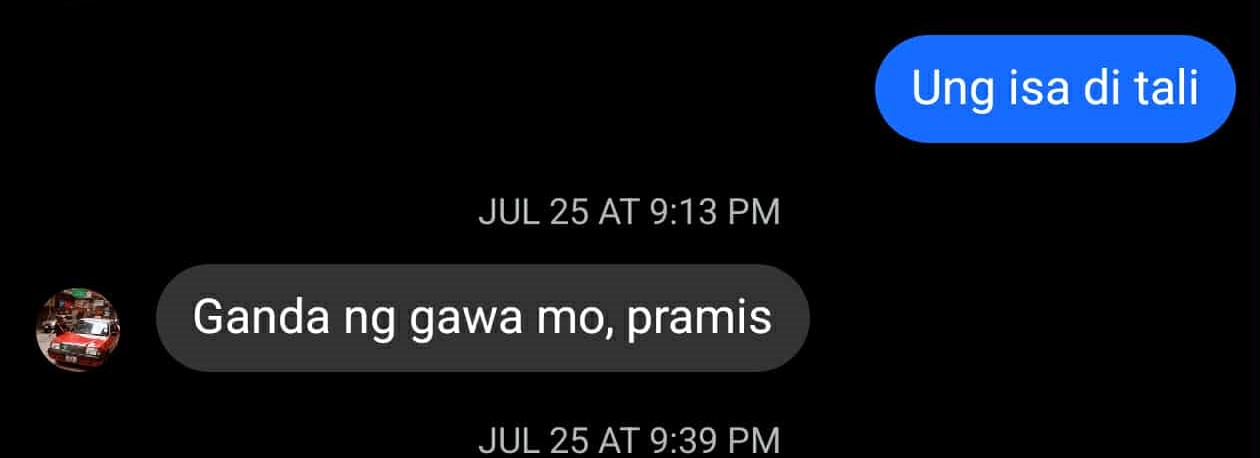 Ung isa di tali
JUL 25 AT 9:13 PM
Ganda ng gawa mo, pramis
JUL 25 AT 9:39 PM